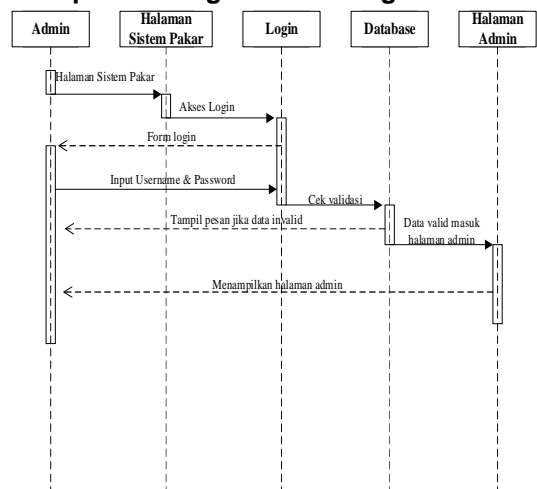 Admin
Halaman
Sistem Pakar
Login
Database
Halaman
Admin
Halaman Sistem Pakar
Akses Login
Form login
Input Username & Password
Cek validasi
Tampil pesan jika data invalid
Data valid masuk
halaman admin
Menampilkan halaman admin